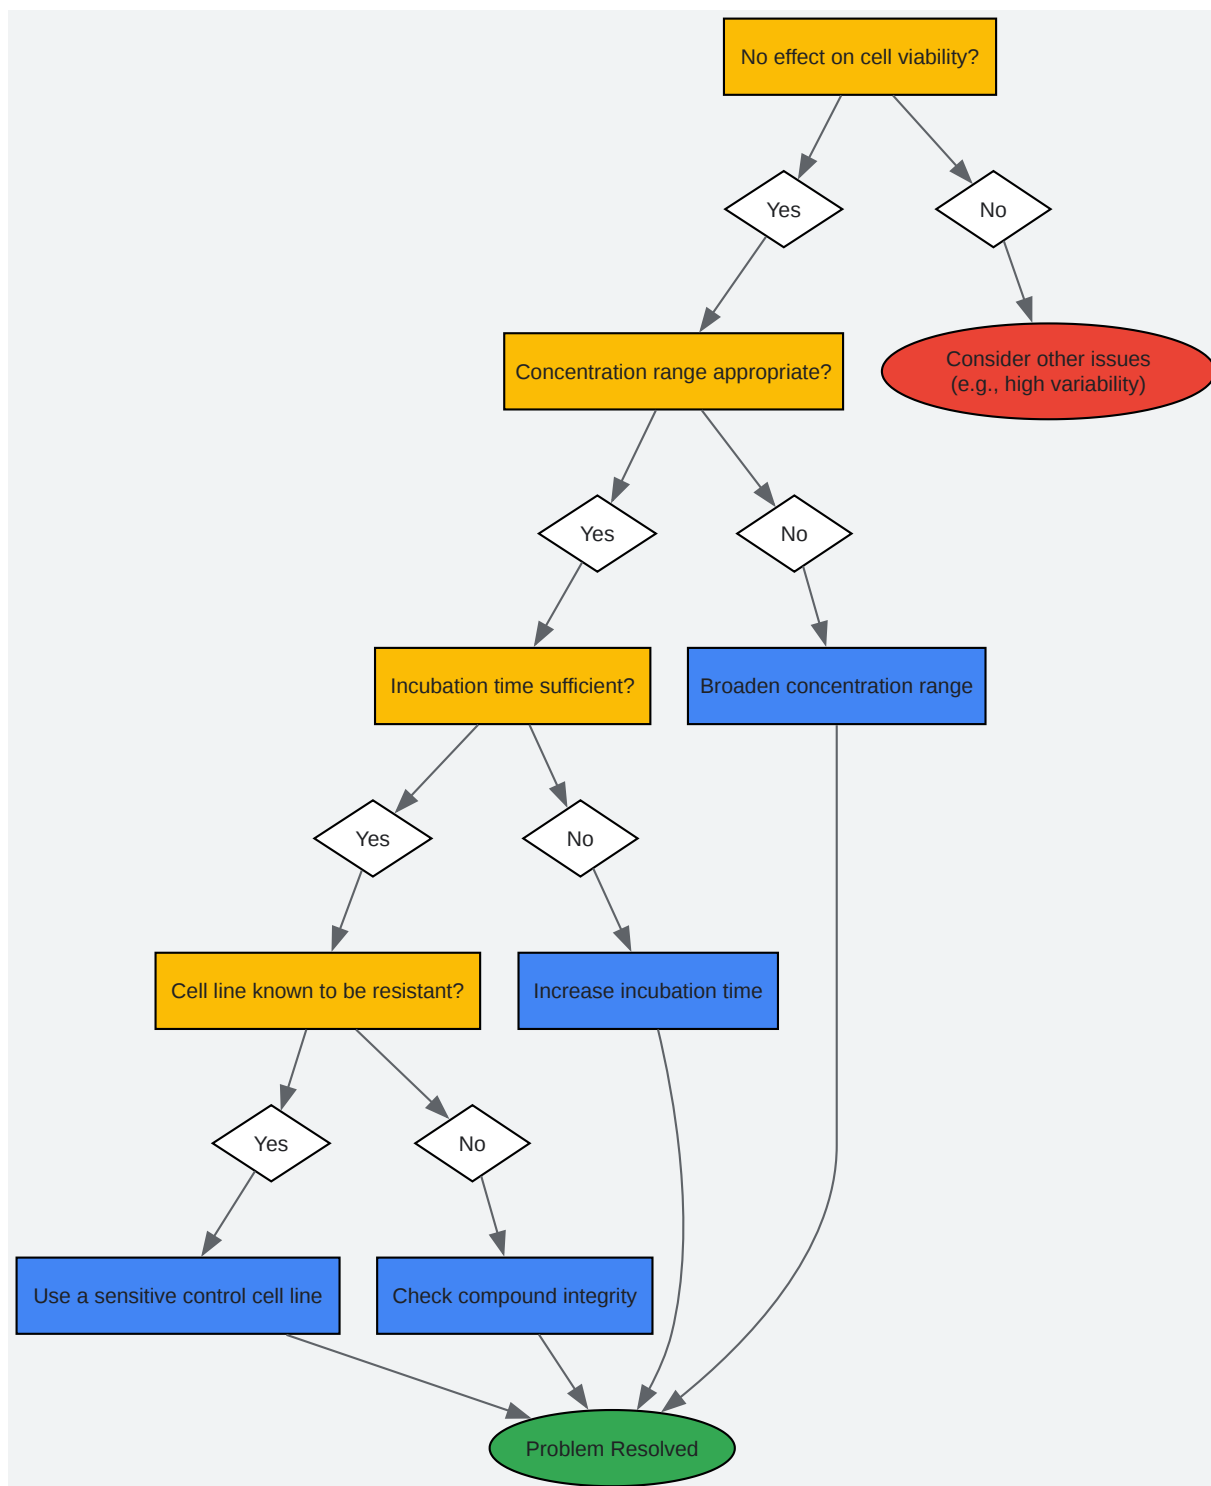 No effect on cell viability?
Yes
No
Concentration range appropriate?
Consider other issues
(e.g., high variability)
Yes
No
Incubation time sufficient?
Broaden concentration range
Yes
No
Cell line known to be resistant?
Increase incubation time
Yes
No
Use a sensitive control cell line
Check compound integrity
Problem Resolved